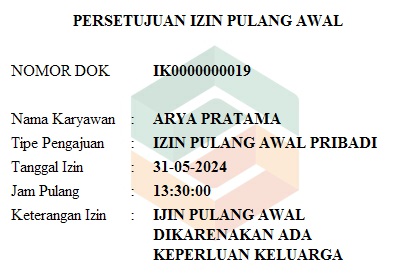 PERSETUJUAN IZIN PULANG AWAL
NOMOR DOK IK0000000019
Nama Karyawan : ARYA PRATAMA
Tipe Pengajuan : IZIN PULANG AWAL PRIBADI
Tanggal Izin : 31-05-2024
Jam Pulang : 13:30:00
Keterangan Izin : IJIN PULANG AWAL
DIKARENAKAN ADA
KEPERLUAN KELUARGA